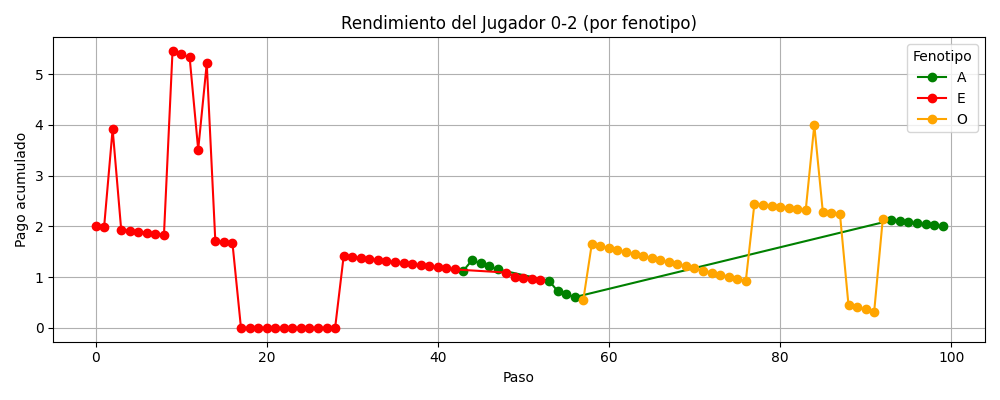 Rendimiento del Jugador 0-2 (por fenotipo)
Pago acumulado
5
4
3
2
1
0
Fenotipo
A
E
O
0 20 40 60 80 100
Paso